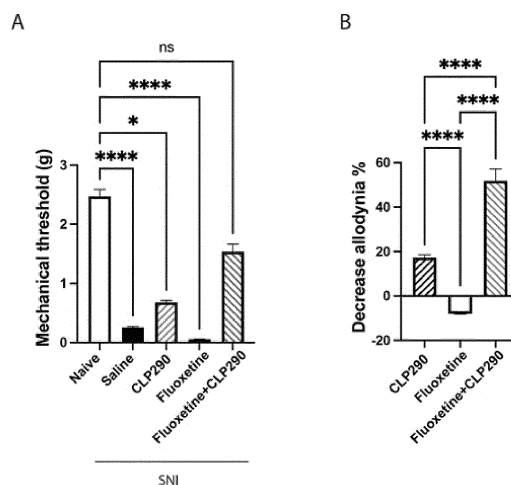 A
ns
****
*
****
Mechanical threshold (g)
3
2
1
0
Naive
Saline
CLP290
Fluoxetine
Fluoxetine+CLP290
SNI
B
****
****
****
Decrease allodynia %
60
40
20
0
-20
CLP290
Fluoxetine
Fluoxetine+CLP290